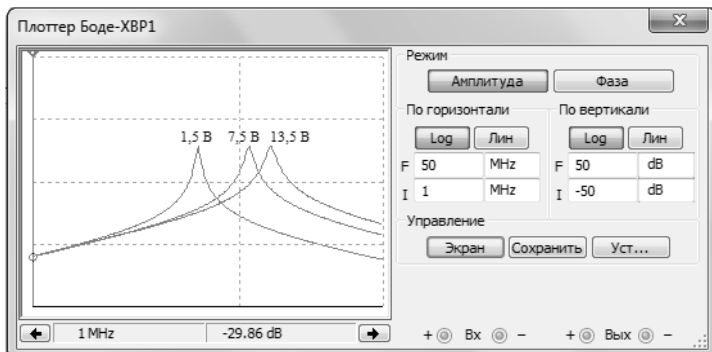 Плоттер Боде-XBP1
x
1,5 В 7,5 В 13,5 В
1 MHz -29.86 dB
Режим
Амплитуда Фаза
По горизонтали По вертикали
Log Лин Log Лин
F 50 MHz F 50 dB
I 1 MHz I -50 dB
Управление
Экран Сохранить Уст...
+ Вх − + Вых −